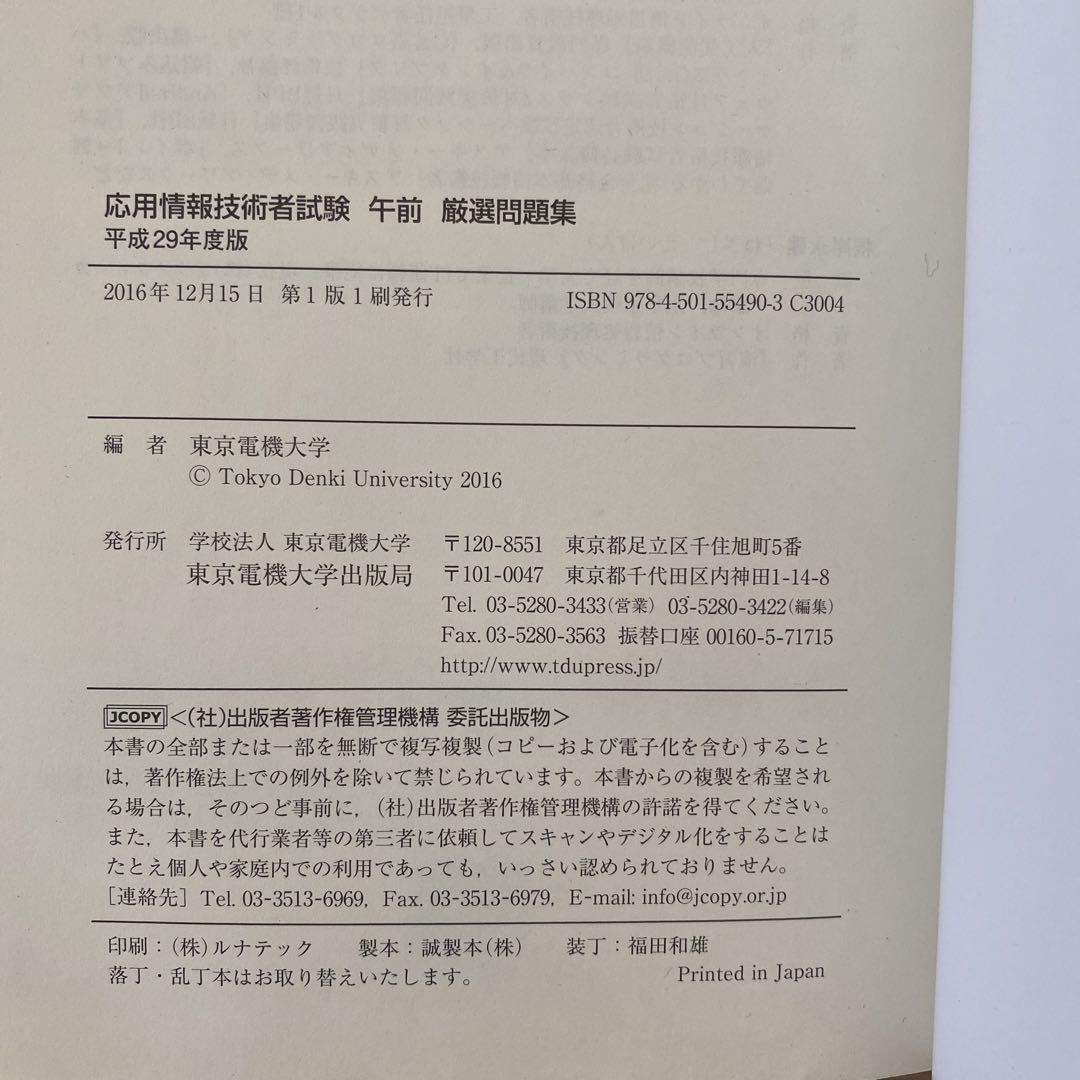 応用情報技術者試験 午前 厳選問題集
平成29年度版
2016年12月15日 第1版1刷発行 ISBN 978-4-501-55490-3 C3004
編 者 東京電機大学
© Tokyo Denki University 2016
発行所 学校法人 東京電機大学 〒120-8551 東京都足立区千住旭町5番
東京電機大学出版局 〒101-0047 東京都千代田区内神田1-14-8
Tel. 03-5280-3433(営業) 03-5280-3422(編集)
Fax. 03-5280-3563 振替口座 00160-5-71715
http://www.tdupress.jp/
JCOPY <(社)出版者著作権管理機構 委託出版物>
本書の全部または一部を無断で複写複製(コピーおよび電子化を含む)すること
は,著作権法上での例外を除いて禁じられています。本書からの複製を希望され
る場合は,そのつど事前に,(社)出版者著作権管理機構の許諾を得てください。
また,本書を代行業者等の第三者に依頼してスキャンやデジタル化をすることは
たとえ個人や家庭内での利用であっても,いっさい認められておりません。
[連絡先] Tel. 03-3513-6969, Fax. 03-3513-6979, E-mail: info@jcopy.or.jp
印刷:(株)ルナテック 製本:誠製本(株) 装丁:福田和雄
落丁・乱丁本はお取り替えいたします。 Printed in Japan